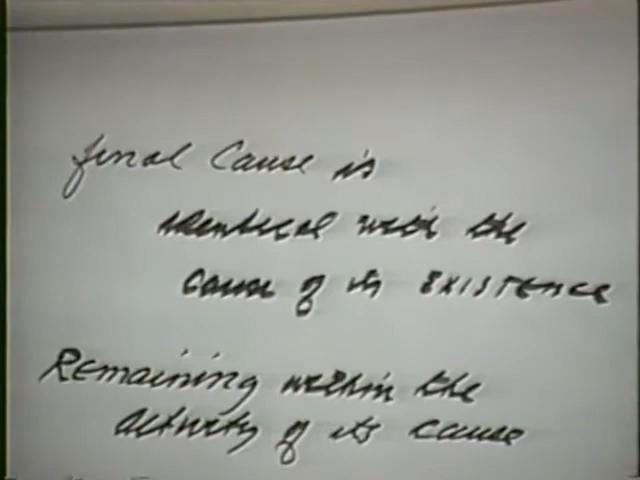 final Cause is
identical with the
cause of its EXISTENCE
Remaining within the
activity of its cause